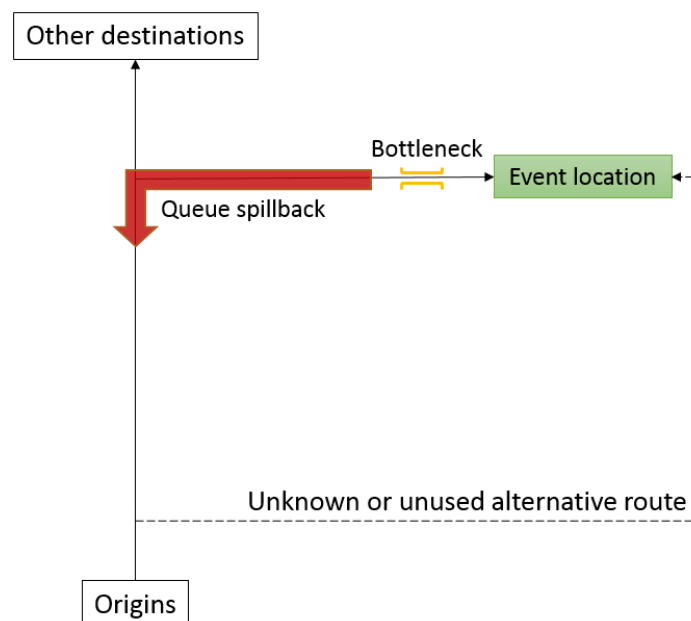 Other destinations
Bottleneck
Event location
Queue spillback
Unknown or unused alternative route
Origins